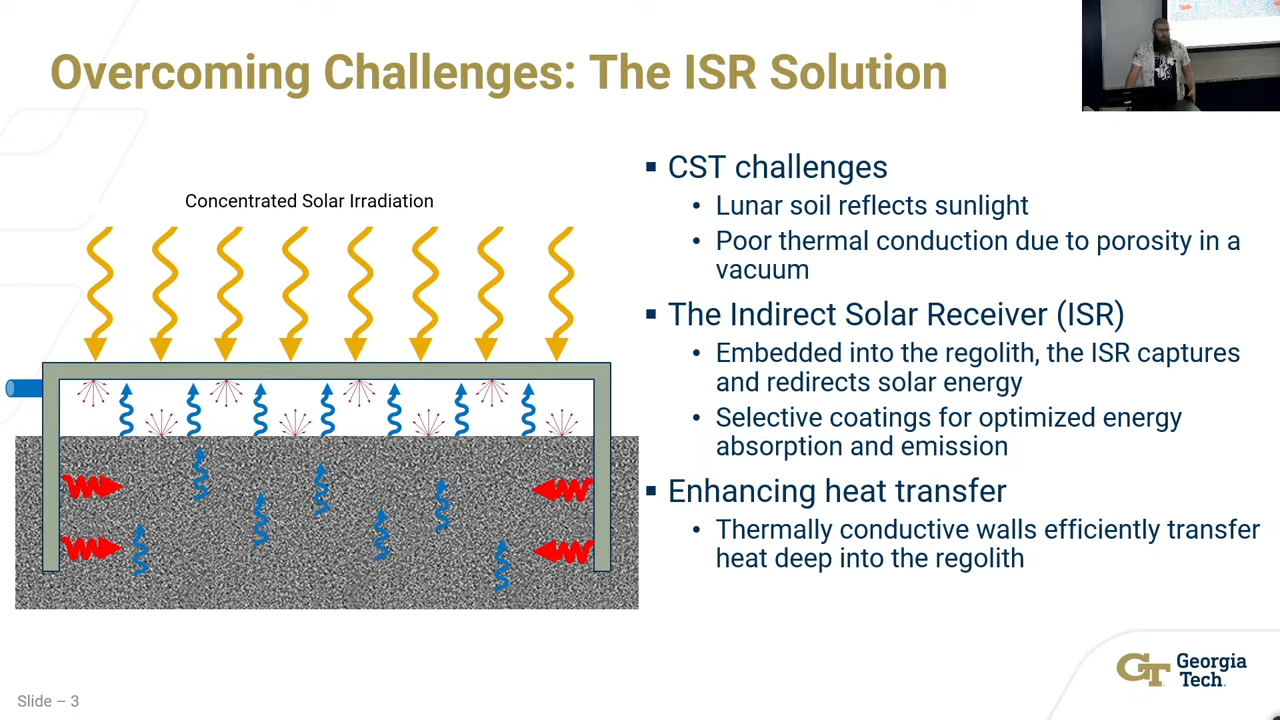 Overcoming Challenges: The ISR Solution
Concentrated Solar Irradiation
▪ CST challenges
• Lunar soil reflects sunlight
• Poor thermal conduction due to porosity in a
vacuum
▪ The Indirect Solar Receiver (ISR)
• Embedded into the regolith, the ISR captures
and redirects solar energy
• Selective coatings for optimized energy
absorption and emission
▪ Enhancing heat transfer
• Thermally conductive walls efficiently transfer
heat deep into the regolith
GT Georgia
Tech.
Slide – 3